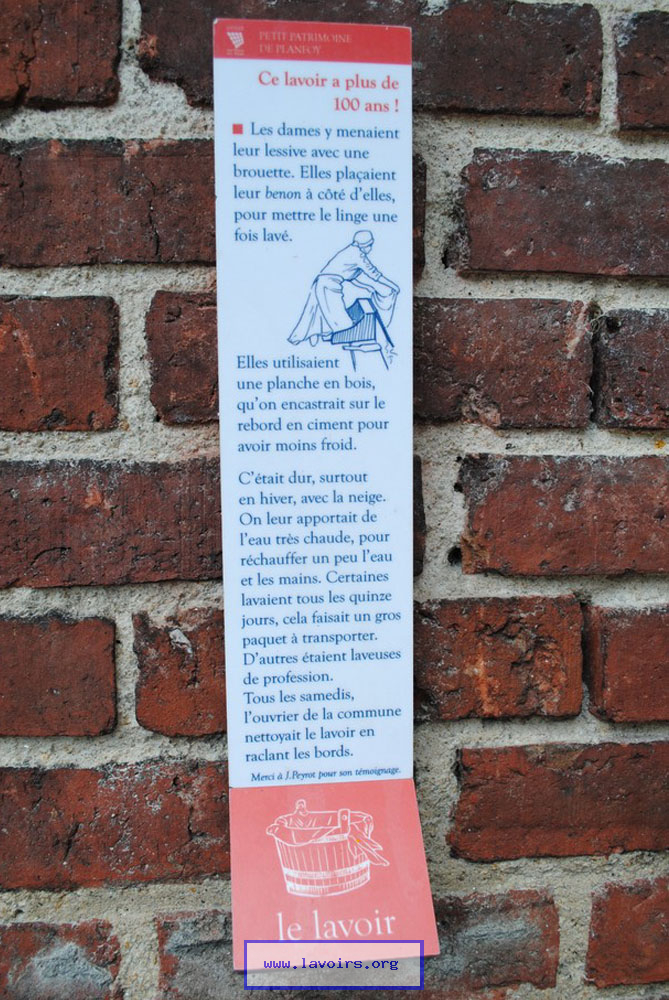 PETIT PATRIMOINE
DE PLANFOY
Ce lavoir a plus de
100 ans !
Les dames y menaient
leur lessive avec une
brouette. Elles plaçaient
leur benon à côté d'elles,
pour mettre le linge une
fois lavé.
Elles utilisaient
une planche en bois,
qu'on encastrait sur le
rebord en ciment pour
avoir moins froid.
C'était dur, surtout
en hiver, avec la neige.
On leur apportait de
l'eau très chaude, pour
réchauffer un peu l'eau
et les mains. Certaines
lavaient tous les quinze
jours, cela faisait un gros
paquet à transporter.
D'autres étaient laveuses
de profession.
Tous les samedis,
l'ouvrier de la commune
nettoyait le lavoir en
raclant les bords.
Merci à J.Peyrot pour son témoignage.
le lavoir
www.lavoirs.org